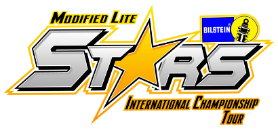 Modified Lite
BILSTEIN
STARS
International Championship
Tour